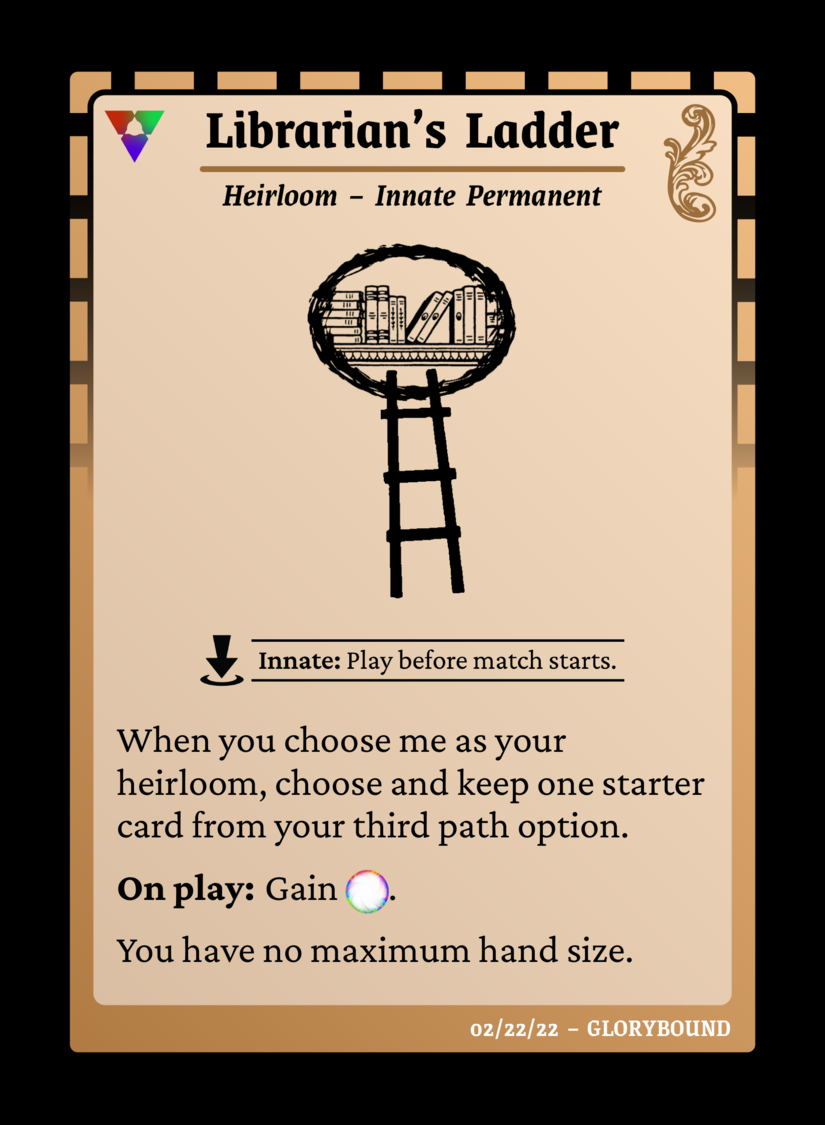 Librarian’s Ladder
Heirloom – Innate Permanent
Innate: Play before match starts.
When you choose me as your
heirloom, choose and keep one starter
card from your third path option.
On play: Gain .
You have no maximum hand size.
02/22/22 – GLORYBOUND